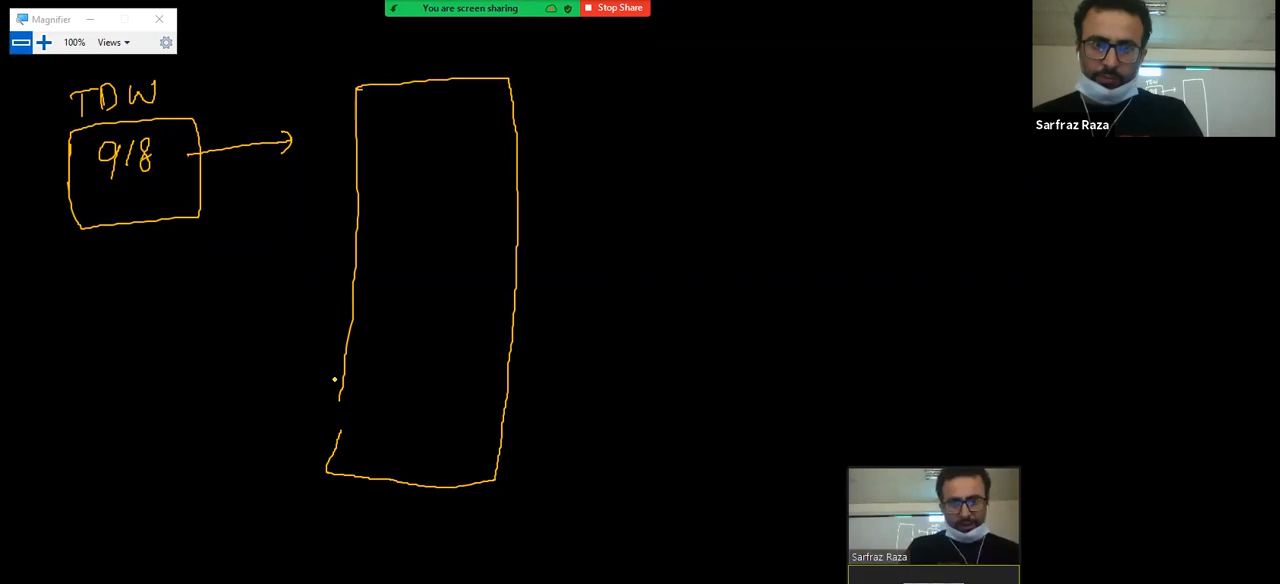 You are screen sharing
Stop Share
Magnifier
100%
Views
TDW
918
Sarfraz Raza
Sarfraz Raza